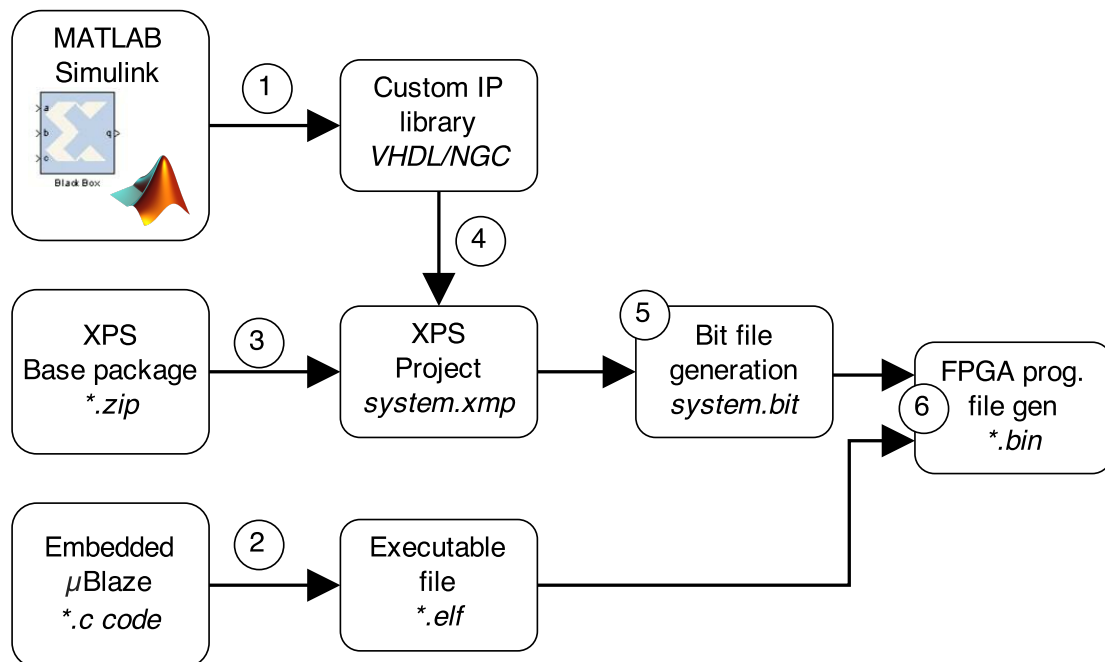 MATLAB
Simulink
a
b
c
q
Black Box
1
Custom IP
library
VHDL/NGC
4
XPS
Base package
*.zip
3
XPS
Project
system.xmp
5
Bit file
generation
system.bit
6
FPGA prog.
file gen
*.bin
Embedded
µBlaze
*.c code
2
Executable
file
*.elf